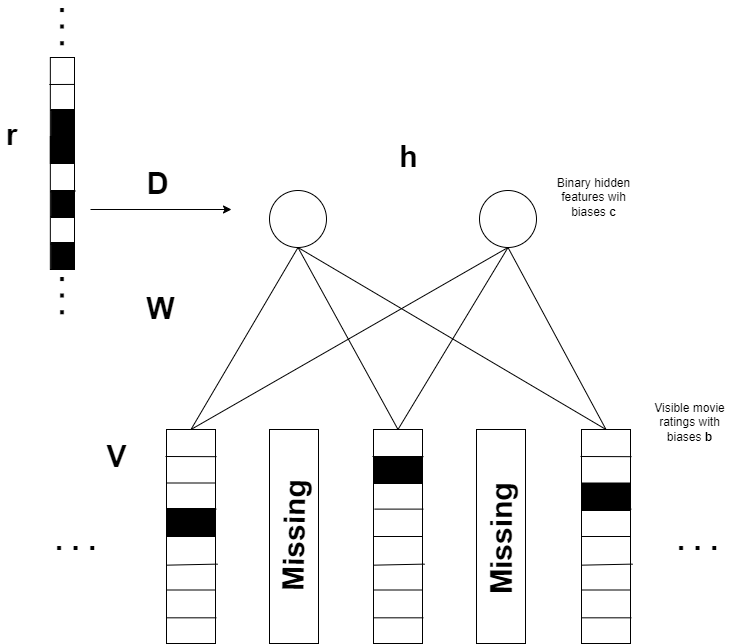 r
h
D
Binary hidden
features wih
biases c
W
Visible movie
ratings with
biases b
V
Missing
Missing